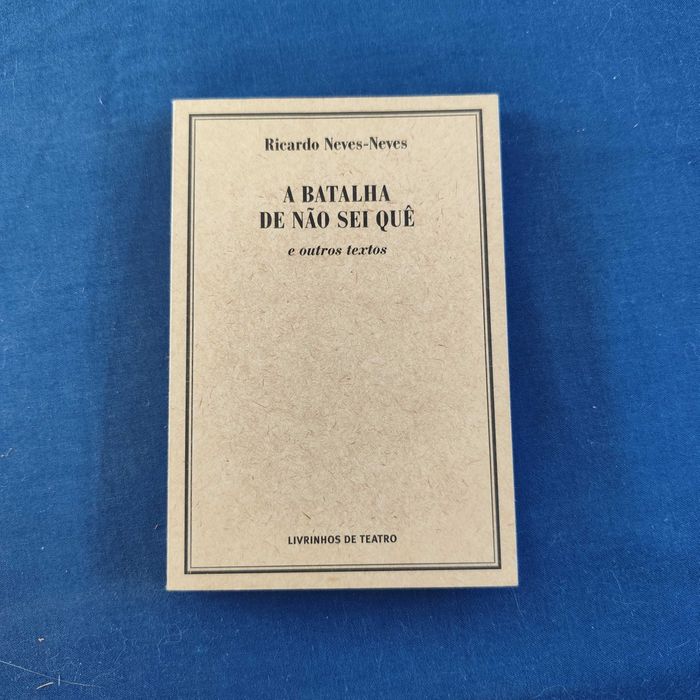 Ricardo Neves-Neves
A BATALHA
DE NÃO SEI QUÊ
e outros textos
LIVRINHOS DE TEATRO